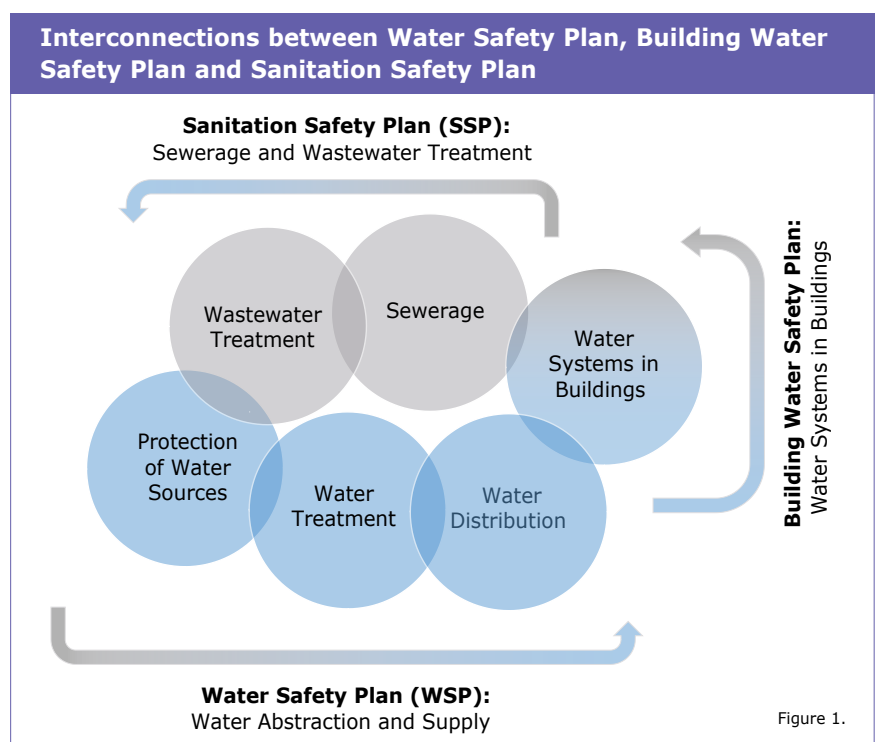 Interconnections between Water Safety Plan, Building Water
Safety Plan and Sanitation Safety Plan
Sanitation Safety Plan (SSP):
Sewerage and Wastewater Treatment
Wastewater
Treatment
Sewerage
Water
Systems in
Buildings
Building Water Safety Plan:
Water Systems in Buildings
Protection
of Water
Sources
Water
Treatment
Water
Distribution
Water Safety Plan (WSP):
Water Abstraction and Supply
Figure 1.